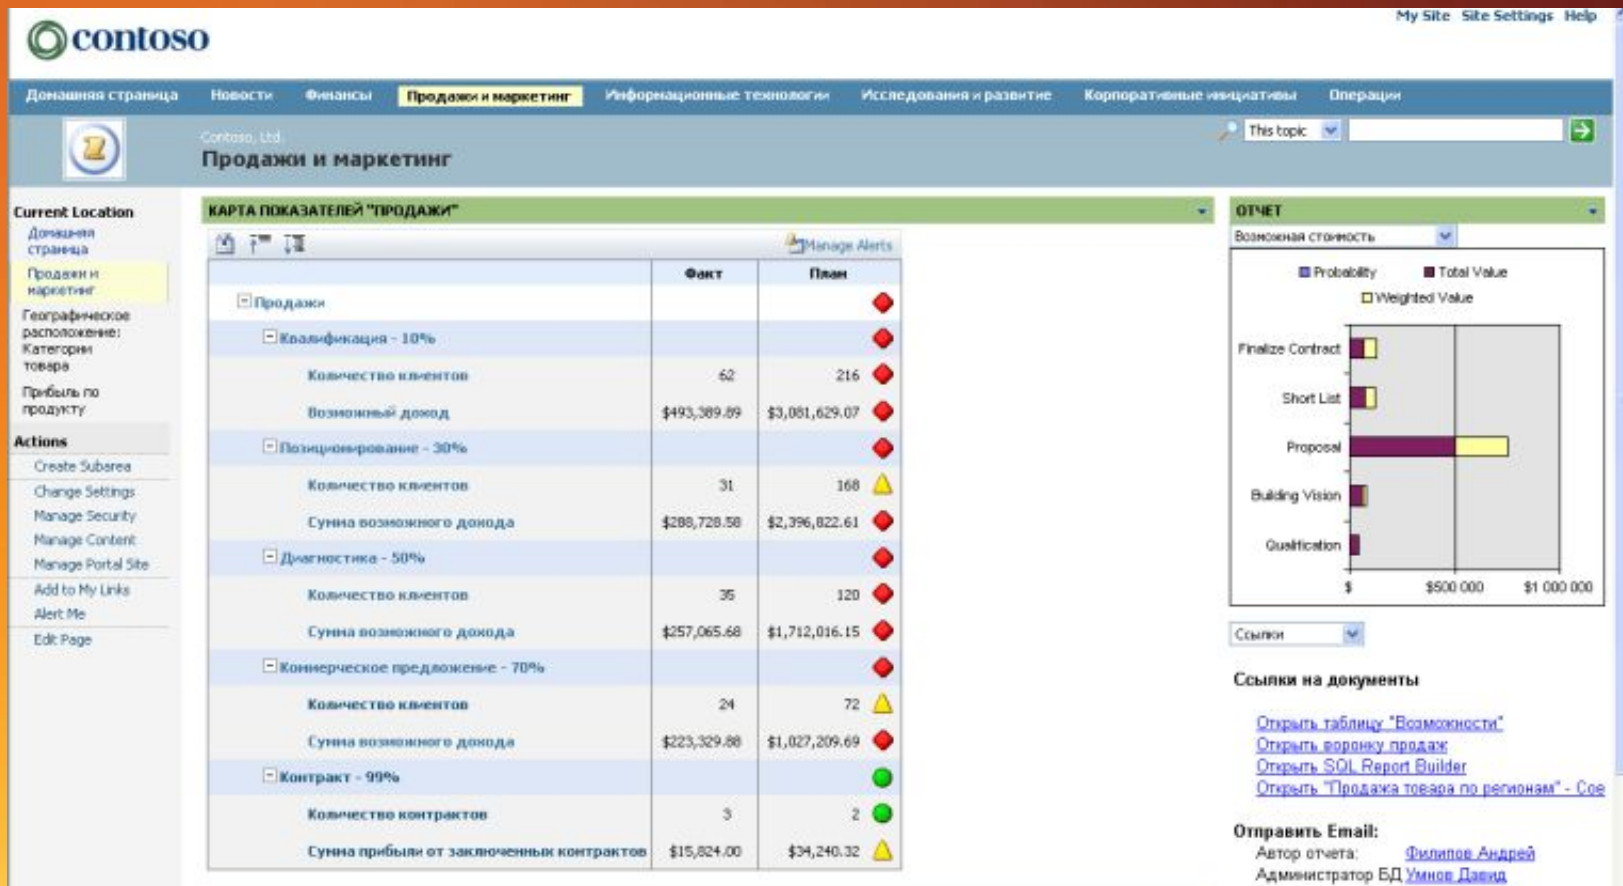 My Site Site Settings Help
contoso
Домашняя страница Новости Финансы Продажи и маркетинг Информационные технологии Исследования и развитие Корпоративные инициативы Операции
Contoso, Ltd.
Продажи и маркетинг
This topic
Current Location
Домашняя
страница
Продажи и
маркетинг
Географическое
расположение:
Категории
товара
Прибыль по
продукту
Actions
Create Subarea
Change Settings
Manage Security
Manage Content
Manage Portal Site
Add to My Links
Alert Me
Edit Page
КАРТА ПОКАЗАТЕЛЕЙ "ПРОДАЖИ"
Manage Alerts
Факт План
Продажи
Квалификация - 10%
Количество клиентов 62 216
Возможный доход $493,389.89 $3,081,629.07
Позиционирование - 30%
Количество клиентов 31 168
Сумма возможного дохода $288,728.58 $2,396,822.61
Диагностика - 50%
Количество клиентов 35 120
Сумма возможного дохода $257,065.68 $1,712,016.15
Коммерческое предложение - 70%
Количество клиентов 24 72
Сумма возможного дохода $223,329.88 $1,027,209.69
Контракт - 99%
Количество контрактов 3 2
Сумма прибыли от заключенных контрактов $15,824.00 $34,240.32
ОТЧЕТ
Возможная стоимость
Probability Total Value
Weighted Value
Finalize Contract
Short List
Proposal
Building Vision
Qualification
$ $500 000 $1 000 000
Ссылки
Ссылки на документы
Открыть таблицу "Возможности"
Открыть воронку продаж
Открыть SQL Report Builder
Открыть "Продажа товара по регионам" - Сое
Отправить Email:
Автор отчета: Филипов Андрей
Администратор БД Умнов Давид